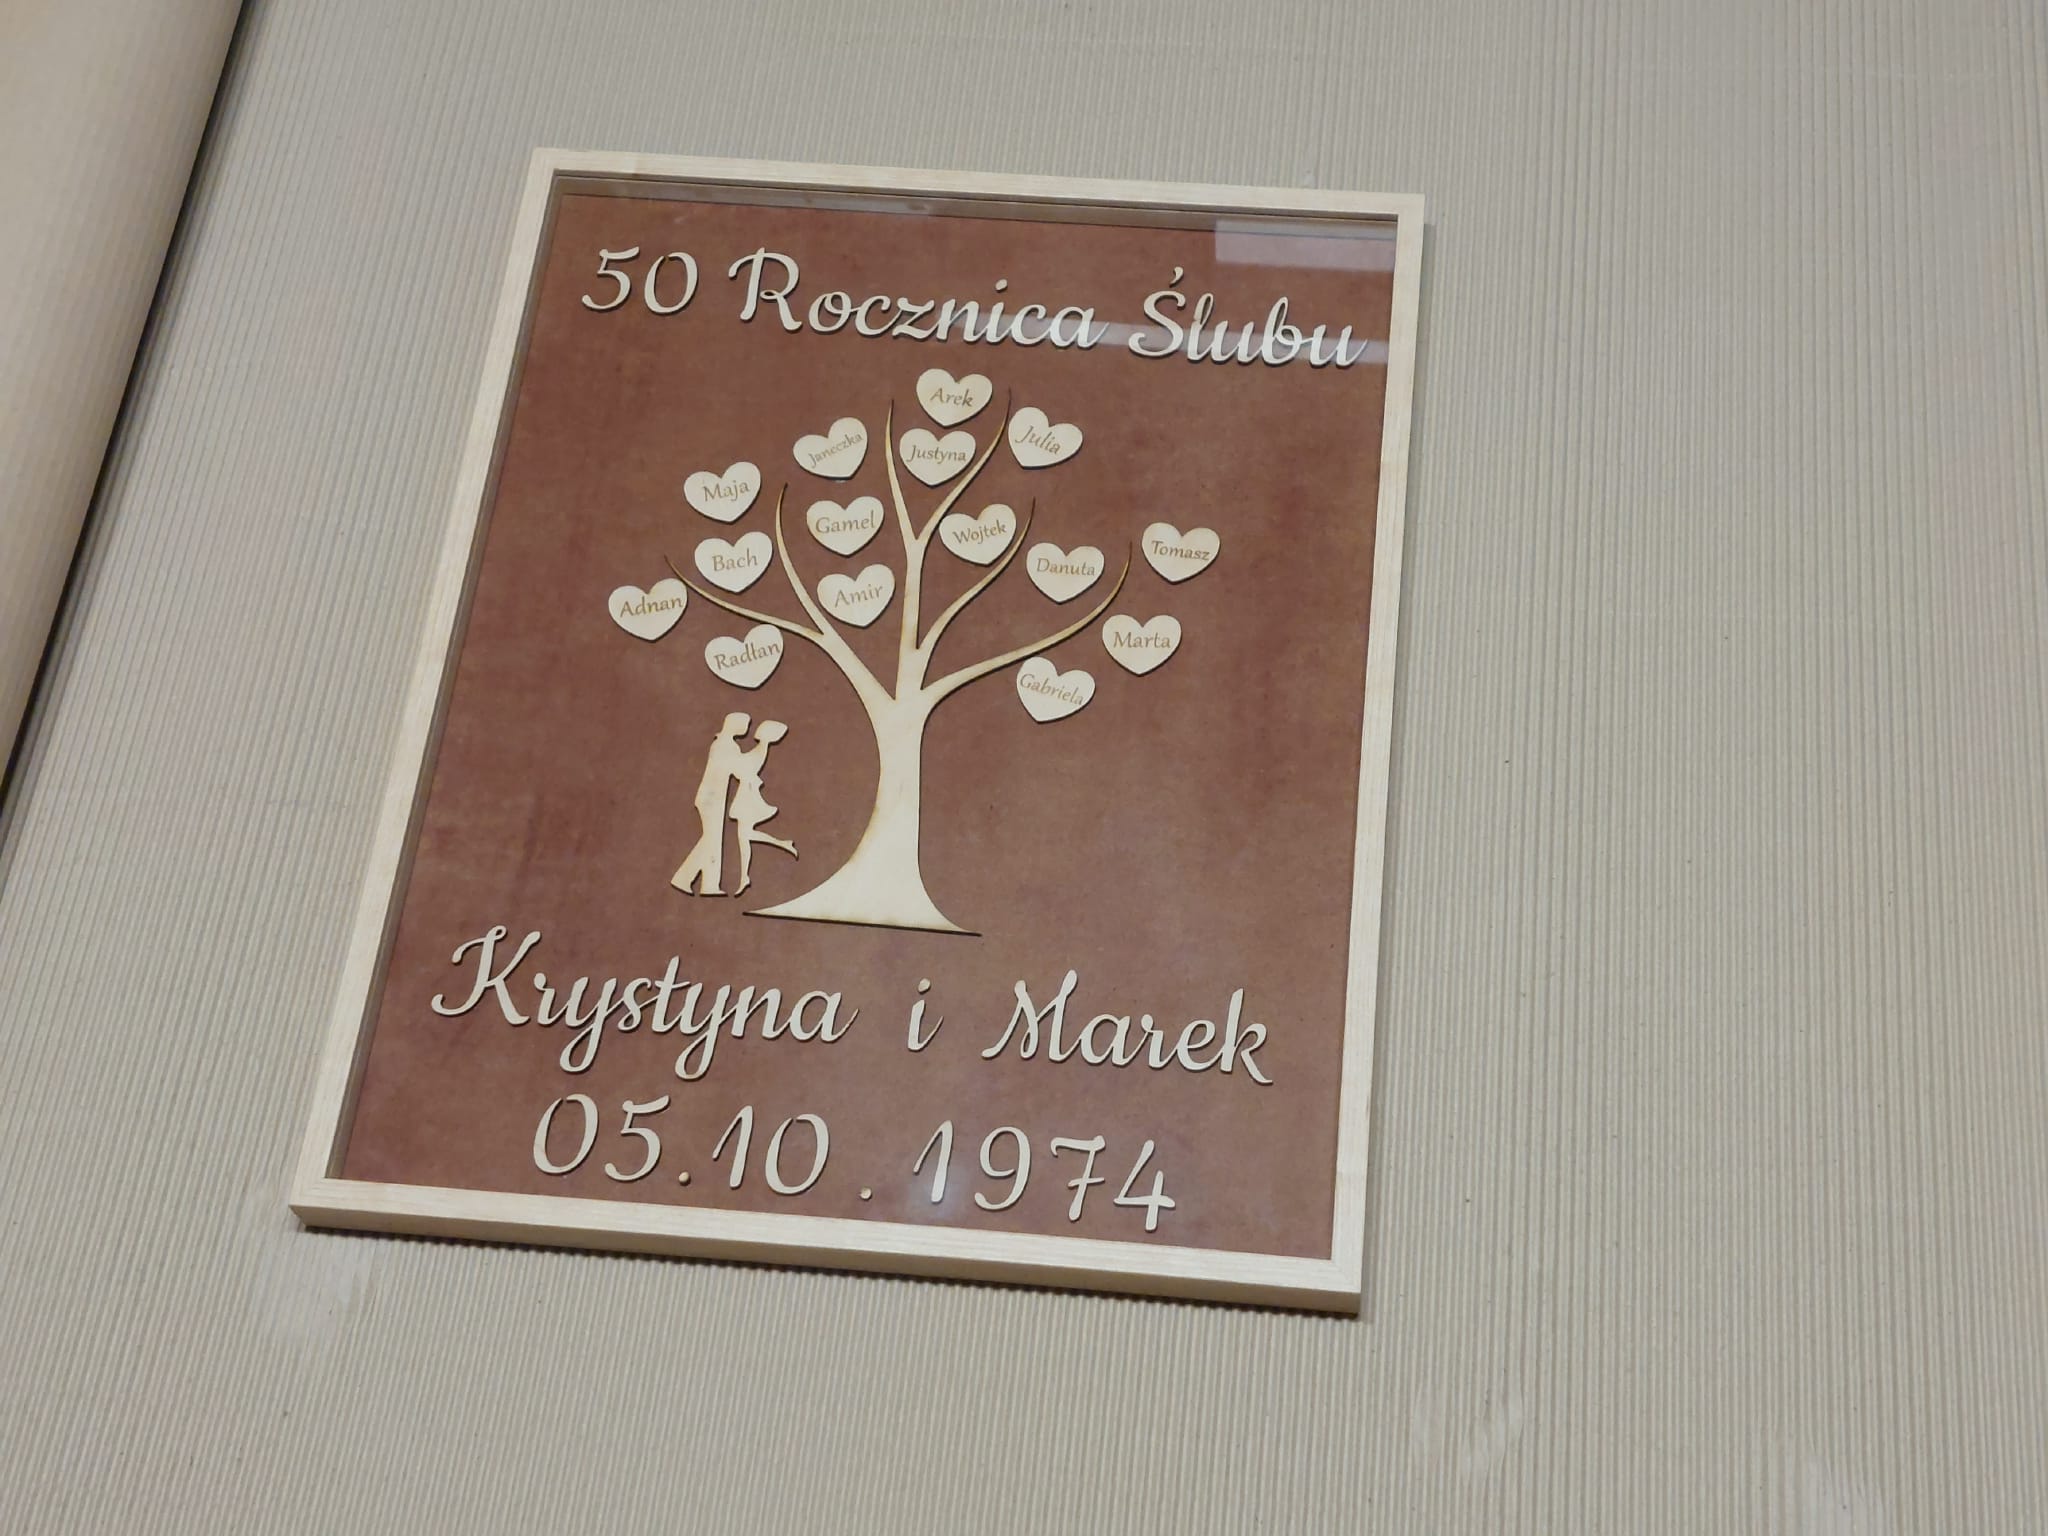 50 Rocznica Ślubu
Arek
Julia
Janeczka
Justyna
Maja
Gamel
Wojtek
Tomasz
Bach
Danuta
Adnan
Amir
Marta
Radłan
Gabriela
Krystyna i Marek
05.10.1974